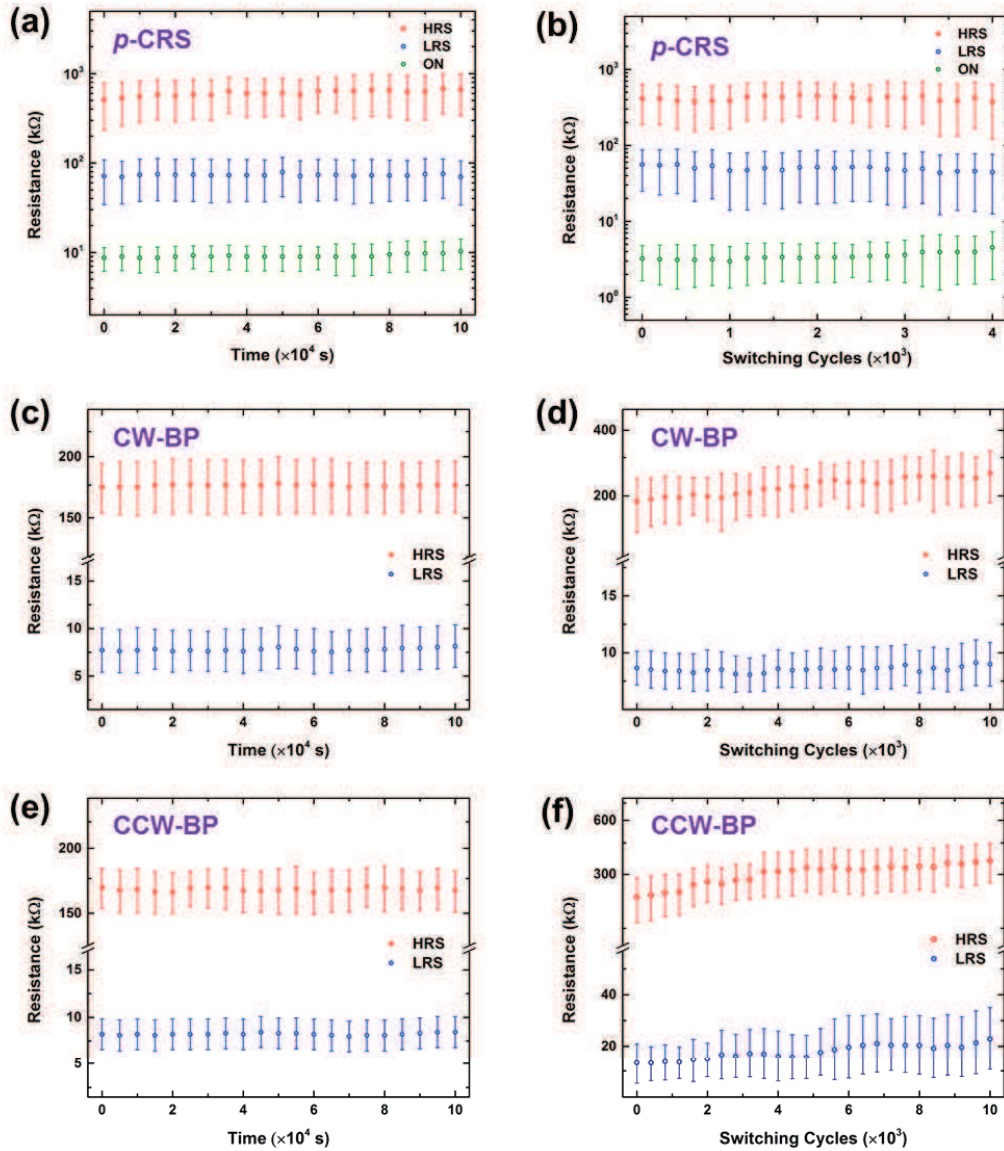 (a)
p-CRS
HRS
LRS
ON
10³
10²
10¹
Resistance (kΩ)
0 2 4 6 8 10
Time (×10⁴ s)
(b)
p-CRS
HRS
LRS
ON
10³
10²
10¹
10⁰
Resistance (kΩ)
0 1 2 3 4
Switching Cycles (×10³)
(c)
CW-BP
HRS
LRS
200
150
15
10
5
Resistance (kΩ)
0 2 4 6 8 10
Time (×10⁴ s)
(d)
CW-BP
HRS
LRS
400
200
15
10
Resistance (kΩ)
0 2 4 6 8 10
Switching Cycles (×10³)
(e)
CCW-BP
HRS
LRS
200
150
15
10
5
Resistance (kΩ)
0 2 4 6 8 10
Time (×10⁴ s)
(f)
CCW-BP
HRS
LRS
600
300
40
20
Resistance (kΩ)
0 2 4 6 8 10
Switching Cycles (×10³)